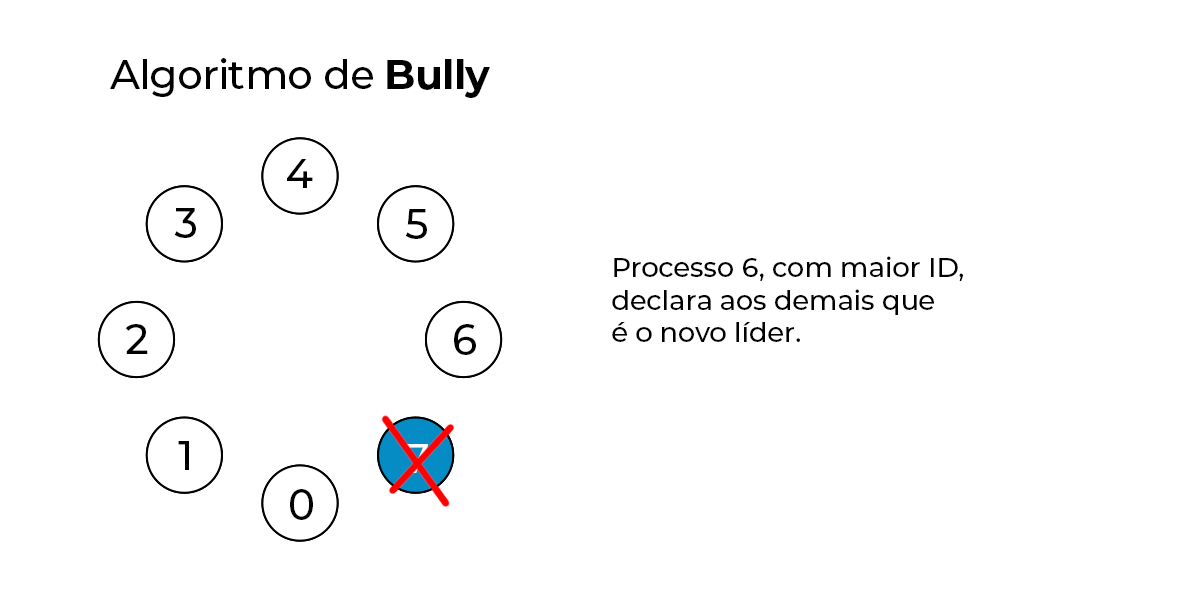 Algoritmo de Bully
4
3
5
2
6
1
7
0
Processo 6, com maior ID,
declara aos demais que
é o novo líder.